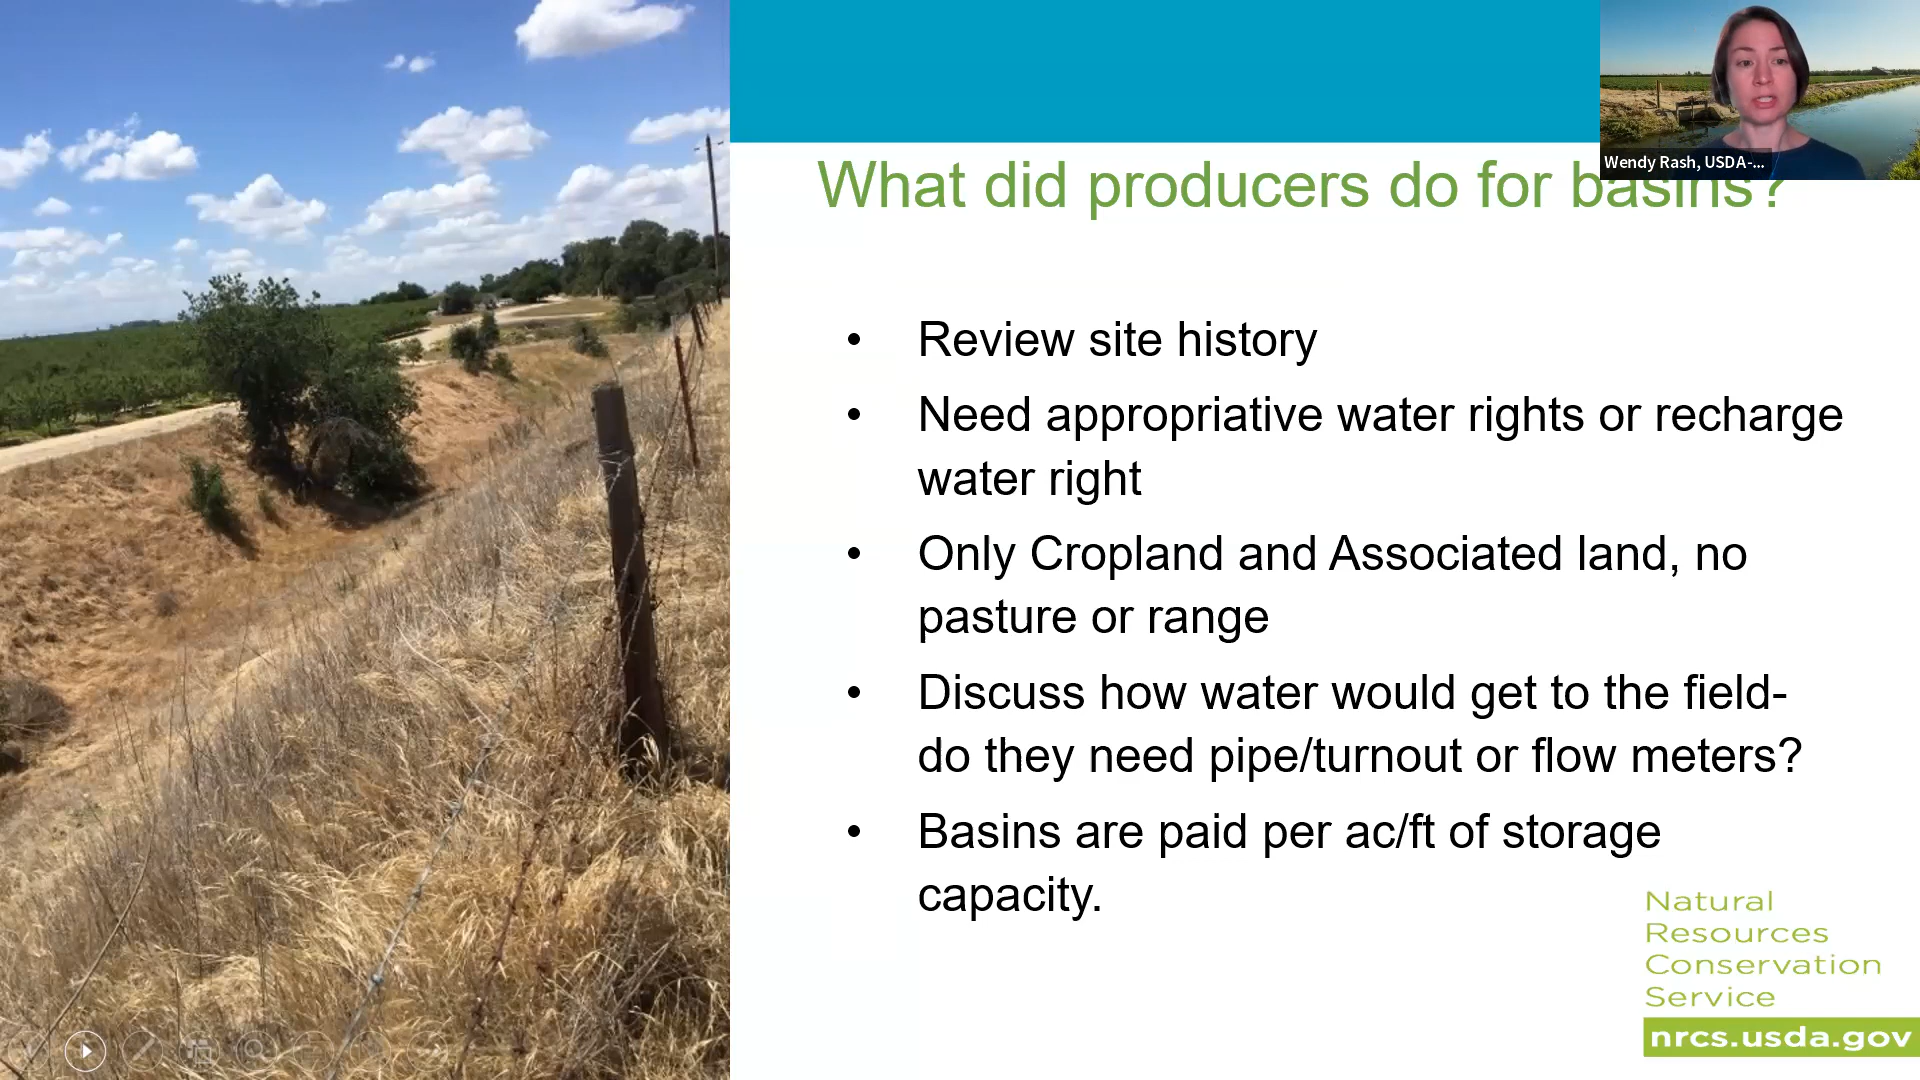 Wendy Rash, USDA-...
What did producers do for basins?
• Review site history
• Need appropriative water rights or recharge
water right
• Only Cropland and Associated land, no
pasture or range
• Discuss how water would get to the field-
do they need pipe/turnout or flow meters?
• Basins are paid per ac/ft of storage
capacity.
Natural
Resources
Conservation
Service
nrcs.usda.gov